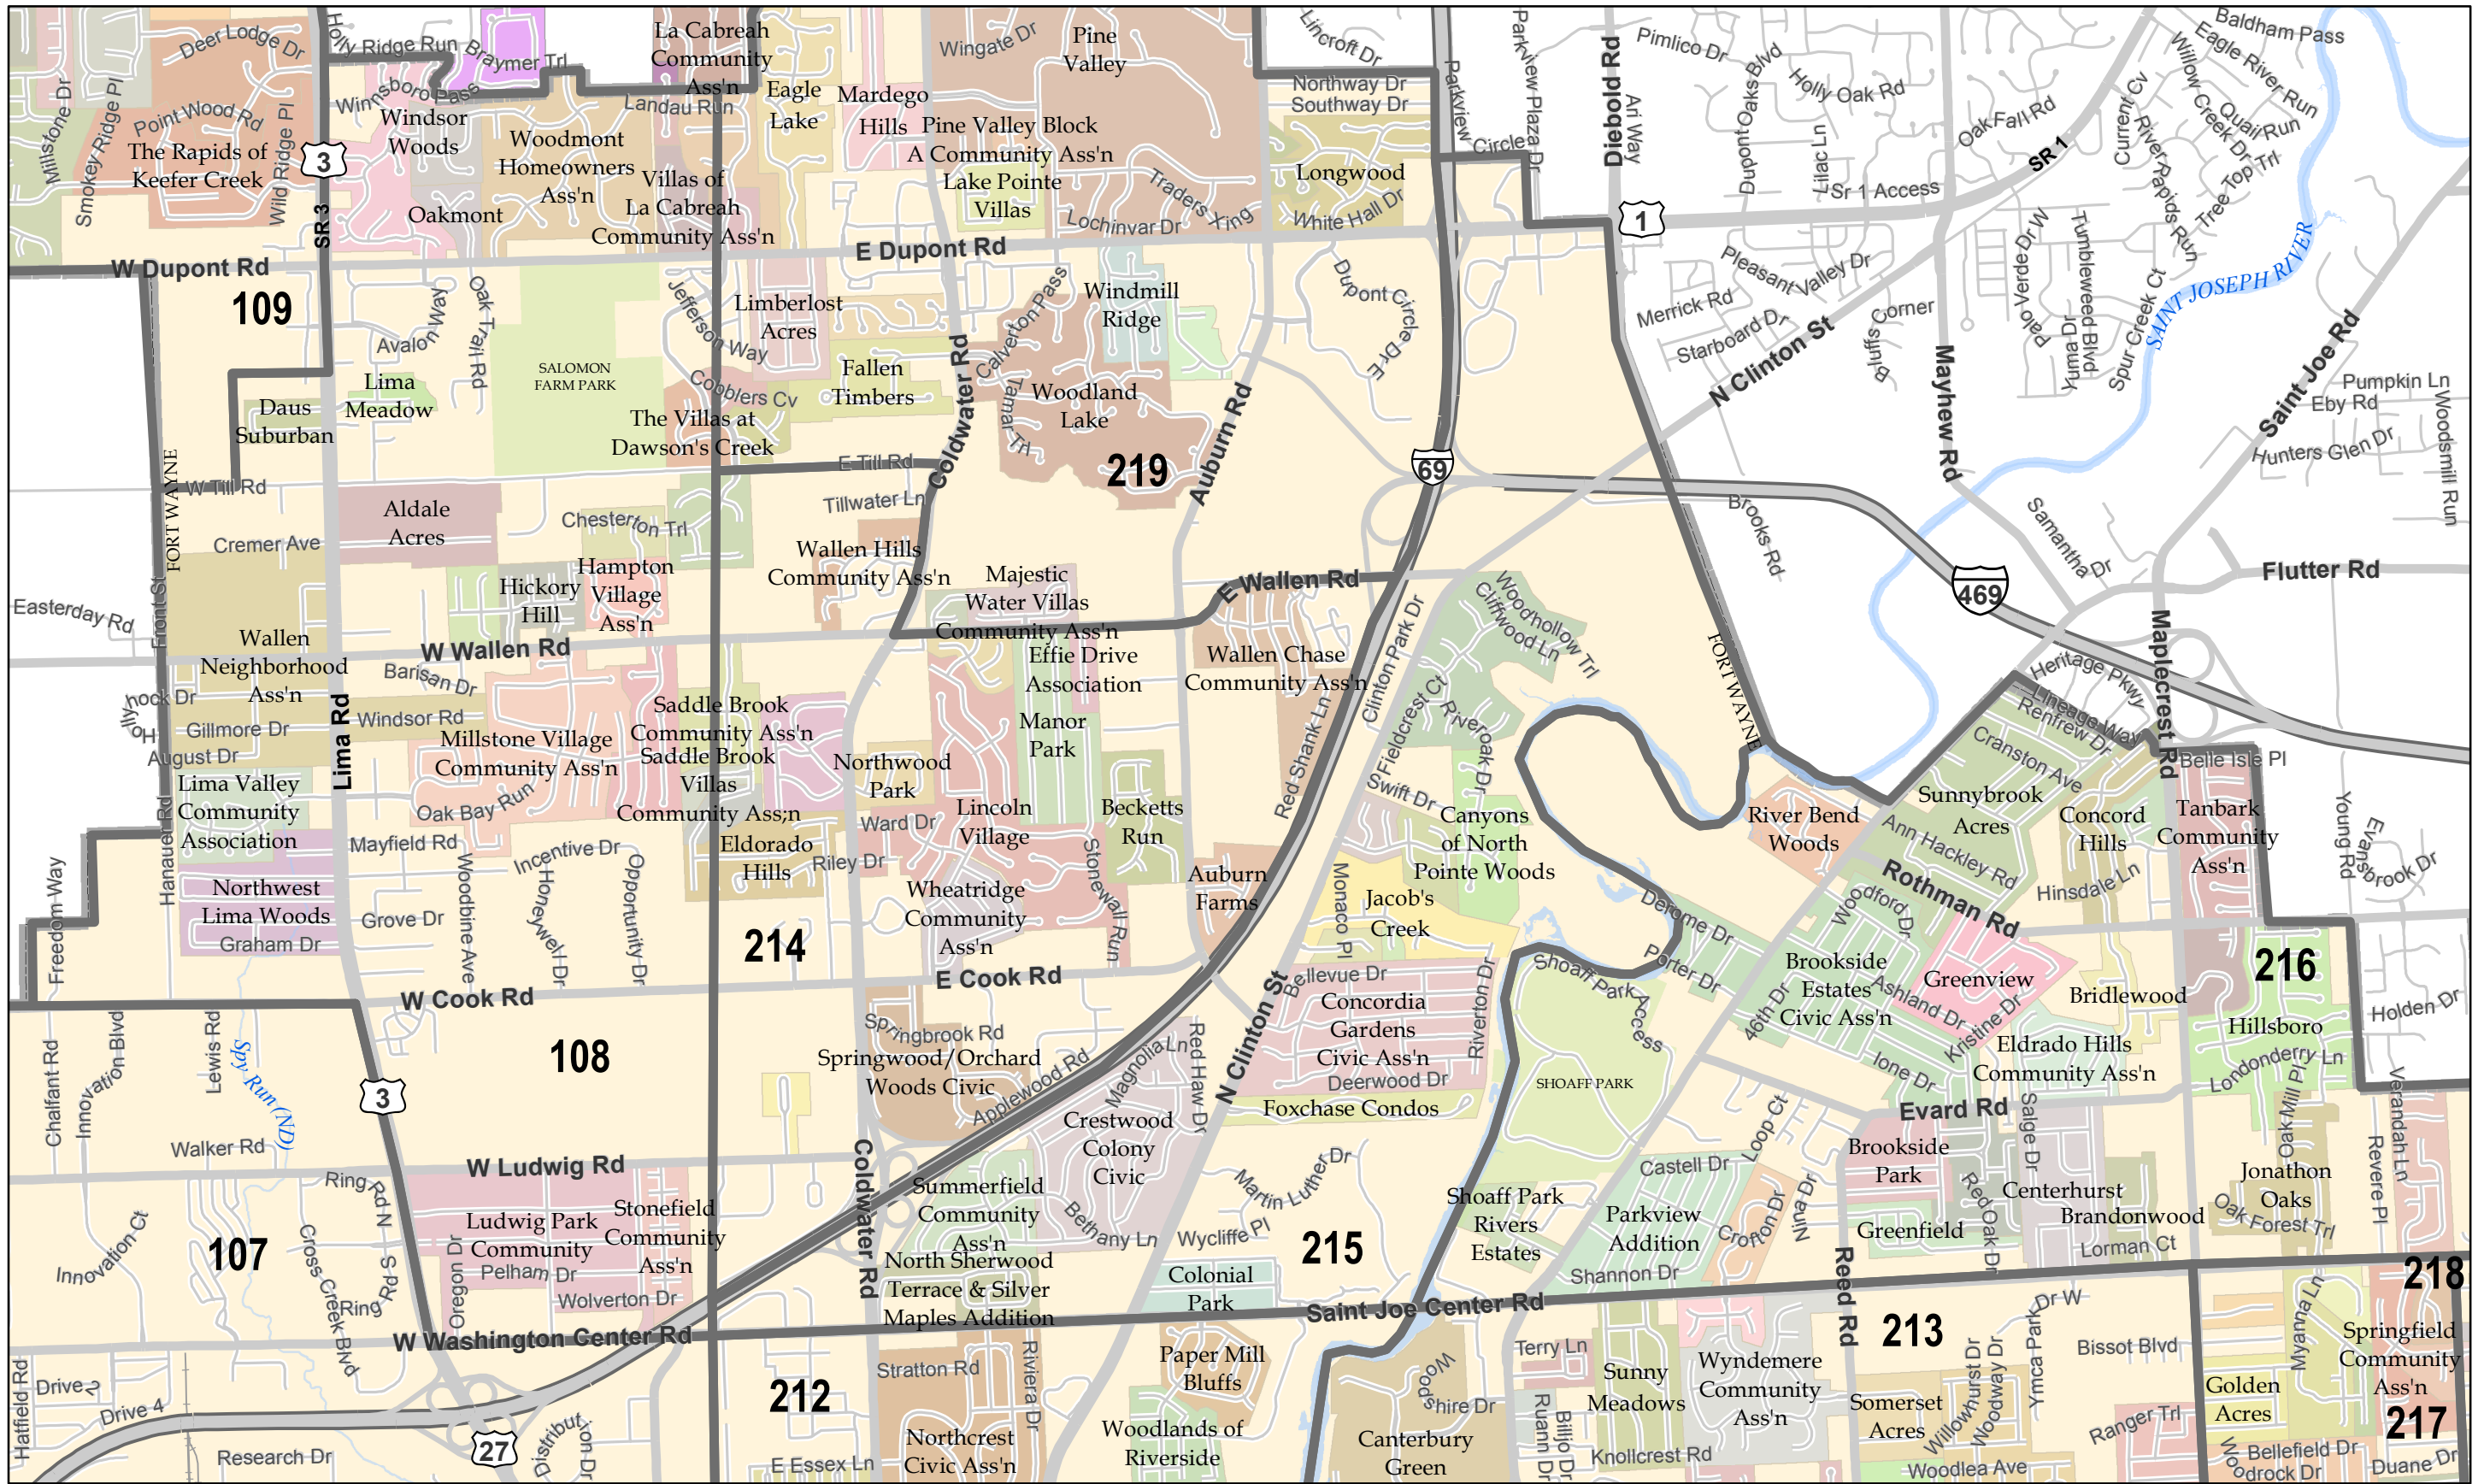 Deer Lodge Dr
Holly Ridge Run
Braymer Trl
La Cabreah
Community
Ass'n
Wingate Dr
Pine
Valley
Lincroft Dr
Parkview Plaza Dr
Diebold Rd
Pimlico Dr
Baldham Pass
Eagle River Run
Willow Creek Dr
Millstone Dr
Smokey Ridge Pl
Point Wood Rd
The Rapids of
Keefer Creek
Wild Ridge Pl
Winnsboro Pass
Windsor
Woods
Woodmont
Homeowners
Ass'n
Landau Run
Eagle
Lake
Mardego
Hills
Pine Valley Block
A Community Ass'n
Lake Pointe
Villas
Northway Dr
Southway Dr
Parkview
Circle
Longwood
White Hall Dr
Ari Way
Dupont Oaks Blvd
Holly Oak Rd
Lilac Ln
Oak Fall Rd
SR 1
Sr 1 Access
Current Cv
River Rapids Run
Quail Run
Tree Top Trl
3
SR3
Oakmont
Villas of
La Cabreah
Community Ass'n
Traders Xing
Lochinvar Dr
1
W Dupont Rd
E Dupont Rd
109
Avalon Way
Oak Trail Rd
SALOMON
FARM PARK
Jefferson Way
Limberlost
Acres
Calverton Pass
Windmill
Ridge
Dupont Circle Dr E
Merrick Rd
Pleasant Valley Dr
Starboard Dr
N Clinton St
Bluffs Corner
Mayhew Rd
Palo Verde Dr W
Tumbleweed Blvd
Yuma Dr
Spur Creek Ct
SAINT JOSEPH RIVER
Saint Joe Rd
Pumpkin Ln
Eby Rd
Hunters Glen Dr
Woodsmill Run
Lima
Meadow
Daus
Suburban
The Villas at
Dawson's Creek
Cobblers Cv
Fallen
Timbers
Coldwater Rd
Tamar Trl
Woodland
Lake
219
Auburn Rd
69
FORT WAYNE
W Till Rd
E Till Rd
Tillwater Ln
Aldale
Acres
Chesterton Trl
Cremer Ave
Brooks Rd
Samantha Dr
469
Flutter Rd
Front St
Easterday Rd
Hickory
Hill
Hampton
Village
Ass'n
Wallen Hills
Community Ass'n
Majestic
Water Villas
Community Ass'n
E Wallen Rd
Woodhollow Trl
Cliffwood Ln
Clinton Park Dr
FORT WAYNE
Maplecrest Rd
Heritage Pkwy
Lineage Way
Renfrew Dr
Wallen
Neighborhood
Ass'n
W Wallen Rd
Barisan Dr
Effie Drive
Association
Wallen Chase
Community Ass'n
Hollyhock Dr
Gillmore Dr
August Dr
Lima Rd
Windsor Rd
Millstone Village
Community Ass'n
Saddle Brook
Community Ass'n
Saddle Brook
Villas
Community Ass;n
Manor
Park
Northwood
Park
Lincoln
Village
Becketts
Run
Red Shank Ln
S Fieldcrest Ct
Riveroak Dr
Swift Dr
Canyons
of North
Pointe Woods
River Bend
Woods
Sunnybrook
Acres
Cranston Ave
Concord
Hills
Belle Isle Pl
Tanbark
Community
Ass'n
Young Rd
Evansbrook Dr
Lima Valley
Community
Association
Hanauer Rd
Oak Bay Run
Mayfield Rd
Woodbine Ave
Incentive Dr
Honeywel Dr
Opportunity Dr
Eldorado
Hills
Ward Dr
Riley Dr
Stonewall Run
Auburn
Farms
Monaco Pl
Jacob's
Creek
Ann Hackley Rd
Rothman Rd
Hinsdale Ln
Freedom Way
Northwest
Lima Woods
Graham Dr
Grove Dr
Wheatridge
Community
Ass'n
214
Derome Dr
Porter Dr
Woodford Dr
Brookside
Estates
Civic Ass'n
Greenview
Ashland Dr
Kristine Dr
Bridlewood
216
Hillsboro
Holden Dr
W Cook Rd
E Cook Rd
Bellevue Dr
Concordia
Gardens
Civic Ass'n
Deerwood Dr
Riverton Dr
Shoaff Park Access
46th Dr
Ione Dr
Eldrado Hills
Community Ass'n
Londonderry Ln
Chalfant Rd
Innovation Blvd
Lewis Rd
Spy Run (ND)
3
108
Springbrook Rd
Springwood/Orchard
Woods Civic
Applewood Rd
Magnolia Ln
Red Haw Dr
N Clinton St
Foxchase Condos
SHOAFF PARK
Evard Rd
Loop Ct
Salge Dr
Oak Mill Pl
Verandah Ln
Walker Rd
W Ludwig Rd
Coldwater Rd
Crestwood
Colony
Civic
Martin Luther Dr
Castell Dr
Brookside
Park
Red Oak Dr
Centerhurst
Brandonwood
Jonathon
Oaks
Oak Forest Trl
Revere Pl
Ring Rd N
Ring Rd S
Cross Creek Blvd
Innovation Ct
107
Ludwig Park
Community
Pelham Dr
Oregon Dr
Wolverton Dr
Stonefield
Community
Ass'n
Summerfield
Community
Ass'n
North Sherwood
Terrace & Silver
Maples Addition
Bethany Ln
Wycliffe Pl
Colonial
Park
215
Shoaff Park
Rivers
Estates
Parkview
Addition
Crofton Dr
Ninau Dr
Shannon Dr
Greenfield
Lorman Ct
Reed Rd
218
W Washington Center Rd
Saint Joe Center Rd
213
Hatfield Rd
Drive 2
Drive 4
Research Dr
27
Distribution Dr
212
E Essex Ln
Stratton Rd
Riviera Dr
Northcrest
Civic Ass'n
Paper Mill
Bluffs
Woodlands of
Riverside
Woodshire Dr
Canterbury
Green
Terry Ln
Ruann Dr
Billjo Dr
Sunny
Meadows
Knollcrest Rd
Wyndemere
Community
Ass'n
Somerset
Acres
Willowhurst Dr
Woodway Dr
Ymca Park Dr W
Bissot Blvd
Ranger Trl
Woodlea Ave
Golden
Acres
Myanna Ln
Springfield
Community
Ass'n
217
Bellefield Dr
Woodrock Dr
Duane Dr